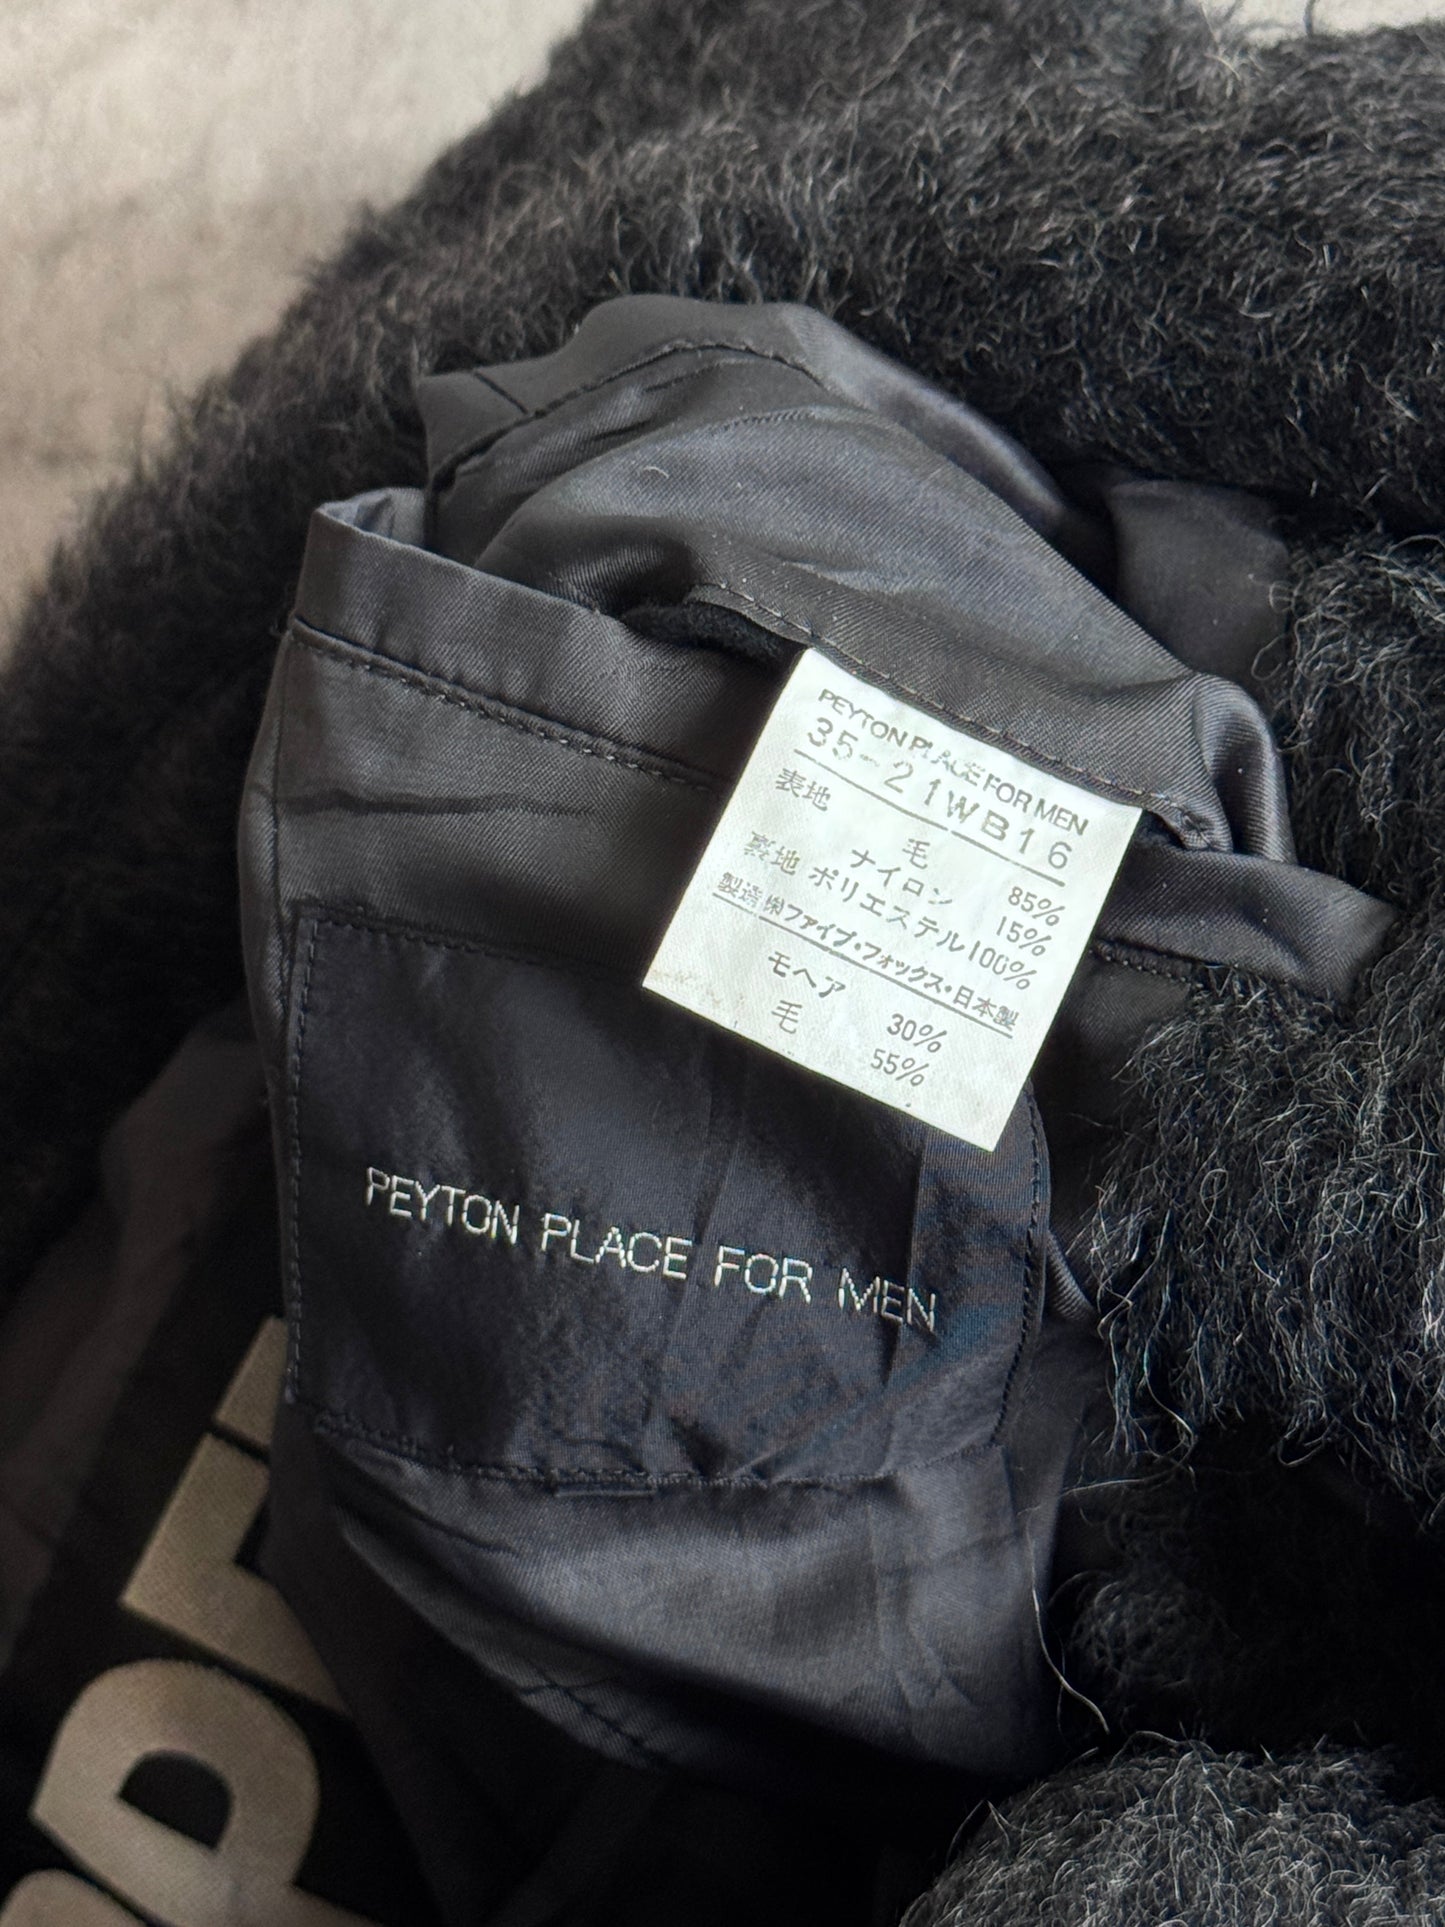 PEYTON PLACE FOR MEN
35-21WB16
表地 毛 85%
ナイロン 15%
裏地 ポリエステル 100%
製造 ㈱ファイブ・フォックス・日本製
モヘア 30%
毛 55%
PEYTON PLACE FOR MEN